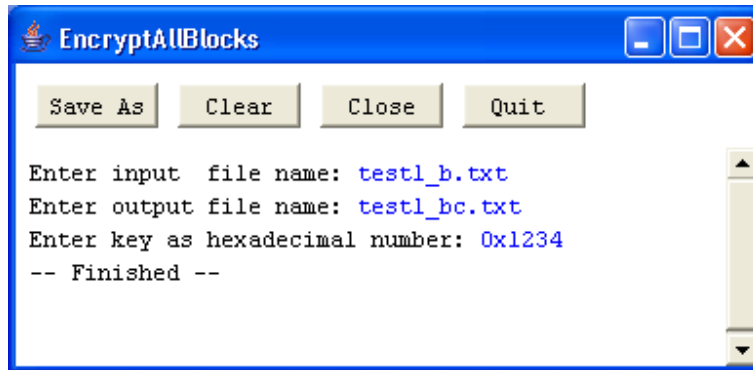 EncryptAllBlocks
Save As Clear Close Quit
Enter input  file name: test1_b.txt
Enter output file name: test1_bc.txt
Enter key as hexadecimal number: 0x1234
-- Finished --